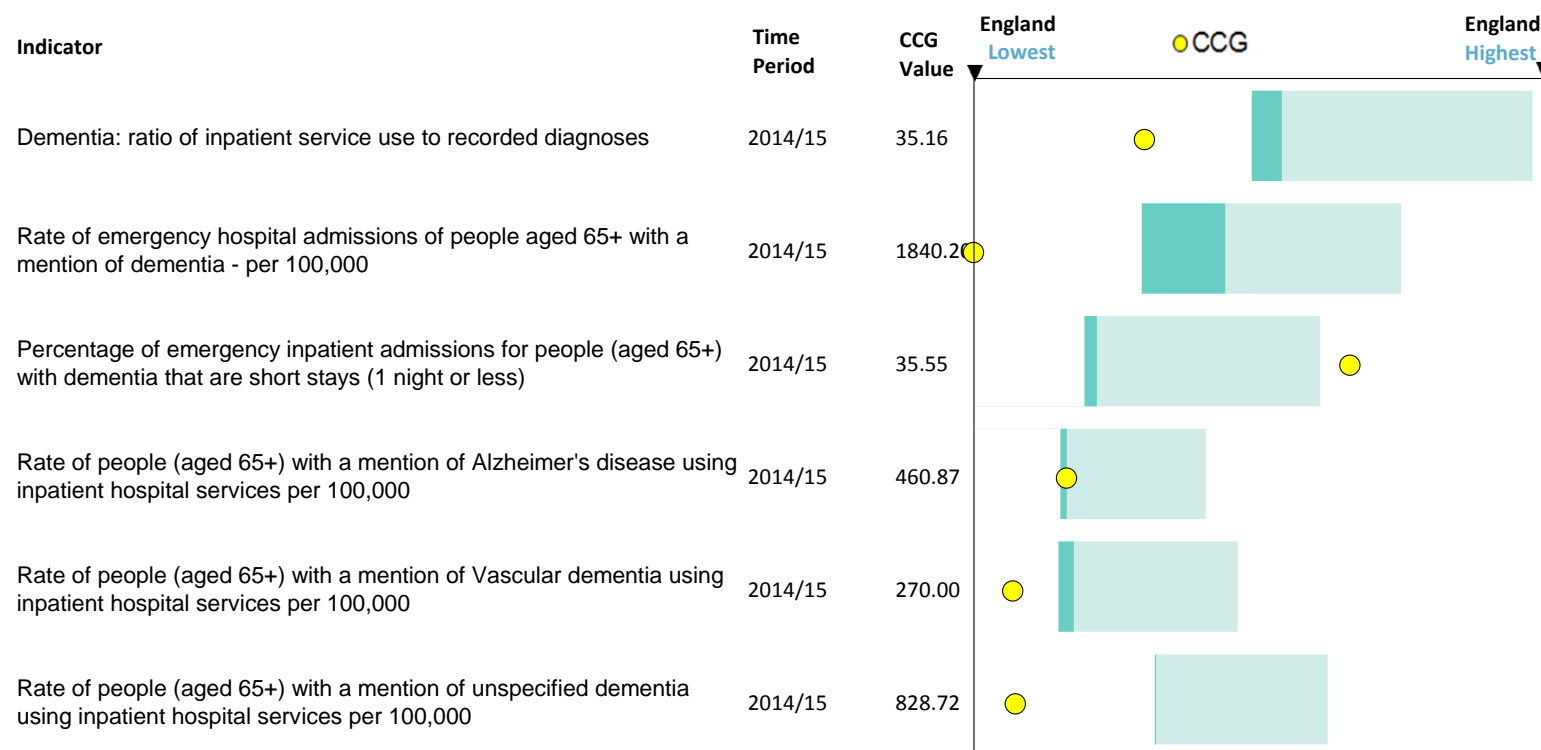 Indicator
Time Period
CCG Value
England Lowest
CCG
England Highest
Dementia: ratio of inpatient service use to recorded diagnoses 2014/15 35.16
Rate of emergency hospital admissions of people aged 65+ with a
mention of dementia - per 100,000 2014/15 1840.20
Percentage of emergency inpatient admissions for people (aged 65+)
with dementia that are short stays (1 night or less) 2014/15 35.55
Rate of people (aged 65+) with a mention of Alzheimer's disease using
inpatient hospital services per 100,000 2014/15 460.87
Rate of people (aged 65+) with a mention of Vascular dementia using
inpatient hospital services per 100,000 2014/15 270.00
Rate of people (aged 65+) with a mention of unspecified dementia
using inpatient hospital services per 100,000 2014/15 828.72